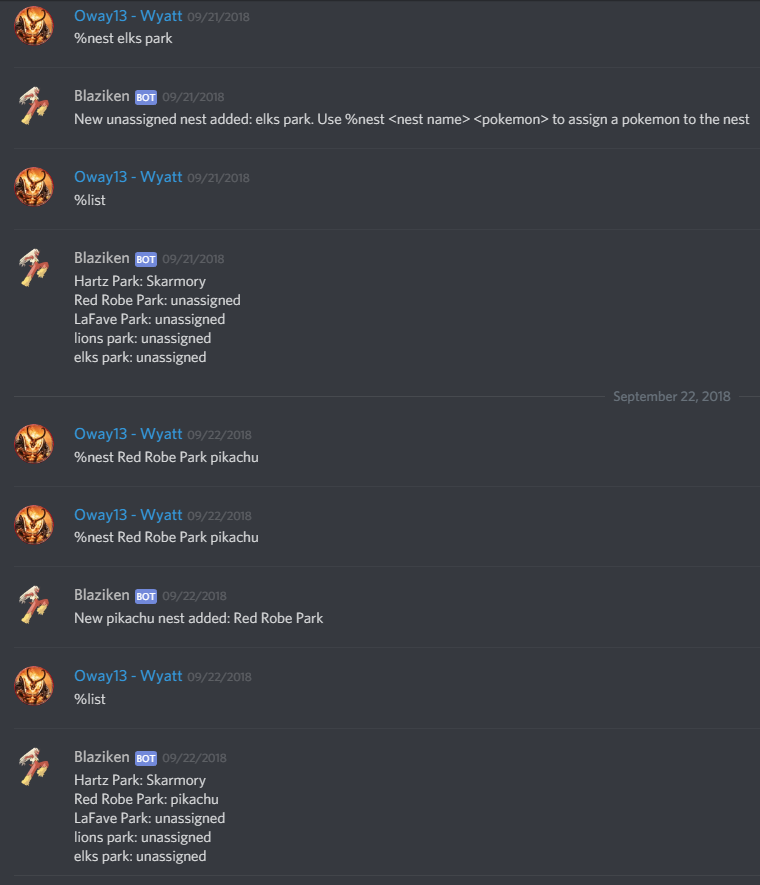 Oway13 - Wyatt 09/21/2018
%nest elks park
Blaziken BOT 09/21/2018
New unassigned nest added: elks park. Use %nest <nest name> <pokemon> to assign a pokemon to the nest
Oway13 - Wyatt 09/21/2018
%list
Blaziken BOT 09/21/2018
Hartz Park: Skarmory
Red Robe Park: unassigned
LaFave Park: unassigned
lions park: unassigned
elks park: unassigned
September 22, 2018
Oway13 - Wyatt 09/22/2018
%nest Red Robe Park pikachu
Oway13 - Wyatt 09/22/2018
%nest Red Robe Park pikachu
Blaziken BOT 09/22/2018
New pikachu nest added: Red Robe Park
Oway13 - Wyatt 09/22/2018
%list
Blaziken BOT 09/22/2018
Hartz Park: Skarmory
Red Robe Park: pikachu
LaFave Park: unassigned
lions park: unassigned
elks park: unassigned